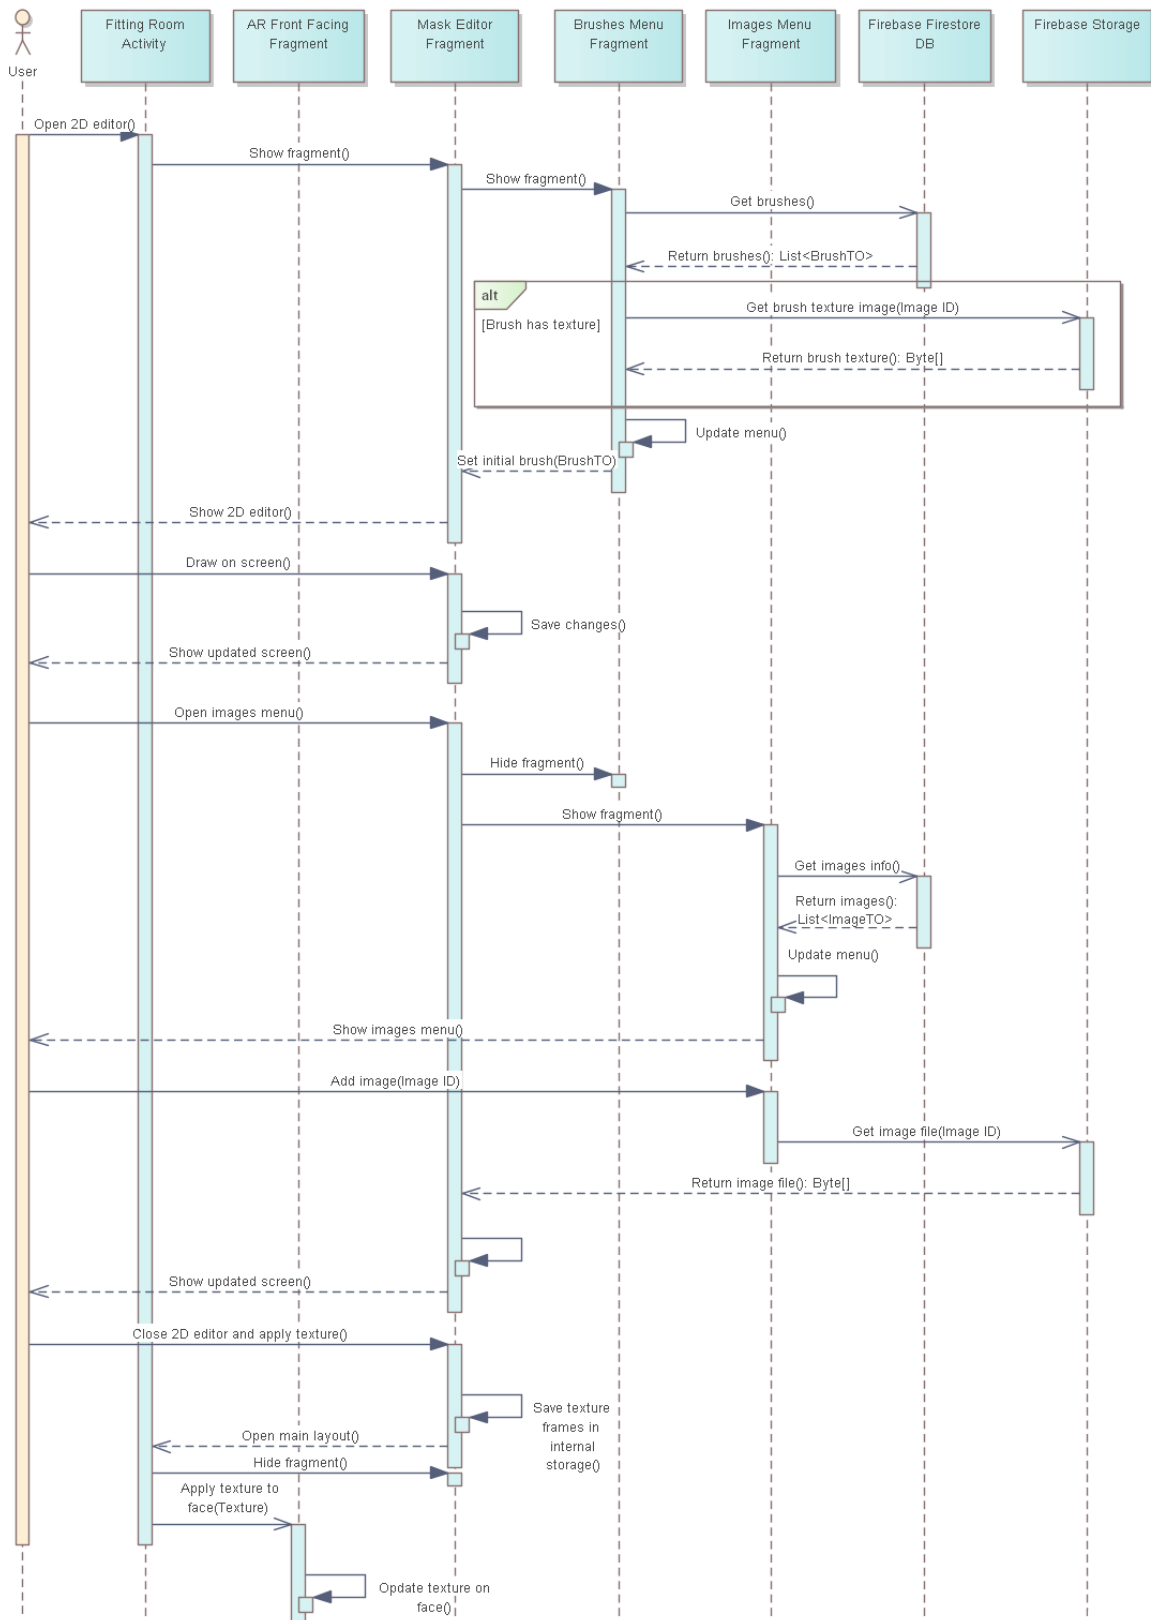 Fitting Room
Activity
AR Front Facing
Fragment
Mask Editor
Fragment
Brushes Menu
Fragment
Images Menu
Fragment
Firebase Firestore
DB
Firebase Storage
User
Open 2D editor()
Show fragment()
Show fragment()
Get brushes()
Return brushes(): List<BrushTO>
alt
Get brush texture image(Image ID)
[Brush has texture]
Return brush texture(): Byte[]
Update menu()
Set initial brush(BrushTO)
Show 2D editor()
Draw on screen()
Save changes()
Show updated screen()
Open images menu()
Hide fragment()
Show fragment()
Get images info()
Return images():
List<ImageTO>
Update menu()
Show images menu()
Add image(Image ID)
Get image file(Image ID)
Return image file(): Byte[]
Show updated screen()
Close 2D editor and apply texture()
Save texture
frames in
internal
storage()
Open main layout()
Hide fragment()
Apply texture to
face(Texture)
Opdate texture on
face()